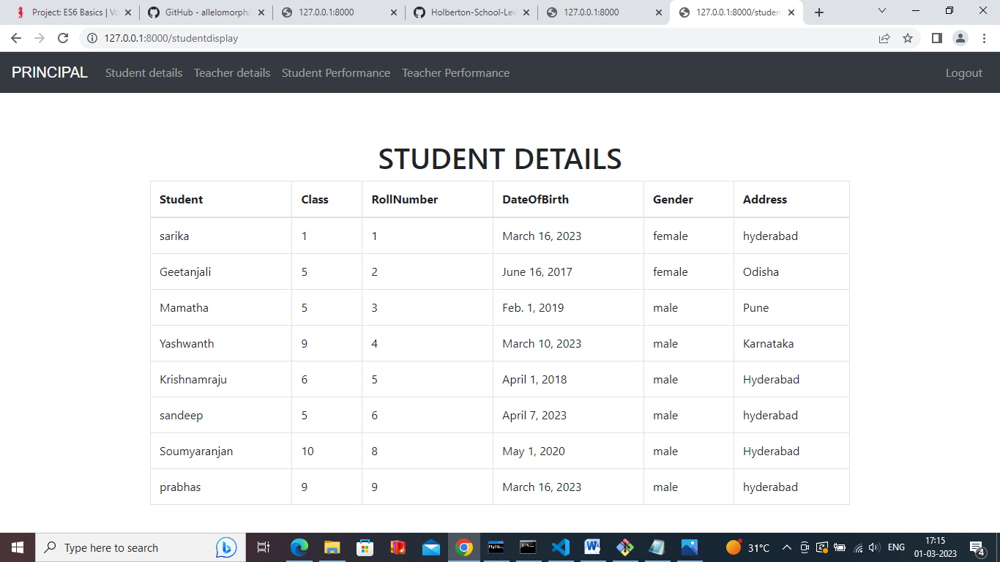 Project: ES6 Basics | Vo
GitHub - allelomorph/
127.0.0.1:8000
Holberton-School-Lev
127.0.0.1:8000
127.0.0.1:8000/studen
127.0.0.1:8000/studentdisplay
PRINCIPAL Student details Teacher details Student Performance Teacher Performance Logout
STUDENT DETAILS
Student Class RollNumber DateOfBirth Gender Address
sarika 1 1 March 16, 2023 female hyderabad
Geetanjali 5 2 June 16, 2017 female Odisha
Mamatha 5 3 Feb. 1, 2019 male Pune
Yashwanth 9 4 March 10, 2023 male Karnataka
Krishnamraju 6 5 April 1, 2018 male Hyderabad
sandeep 5 6 April 7, 2023 male hyderabad
Soumyaranjan 10 8 May 1, 2020 male Hyderabad
prabhas 9 9 March 16, 2023 male hyderabad
Type here to search
31°C
ENG
17:15
01-03-2023
4